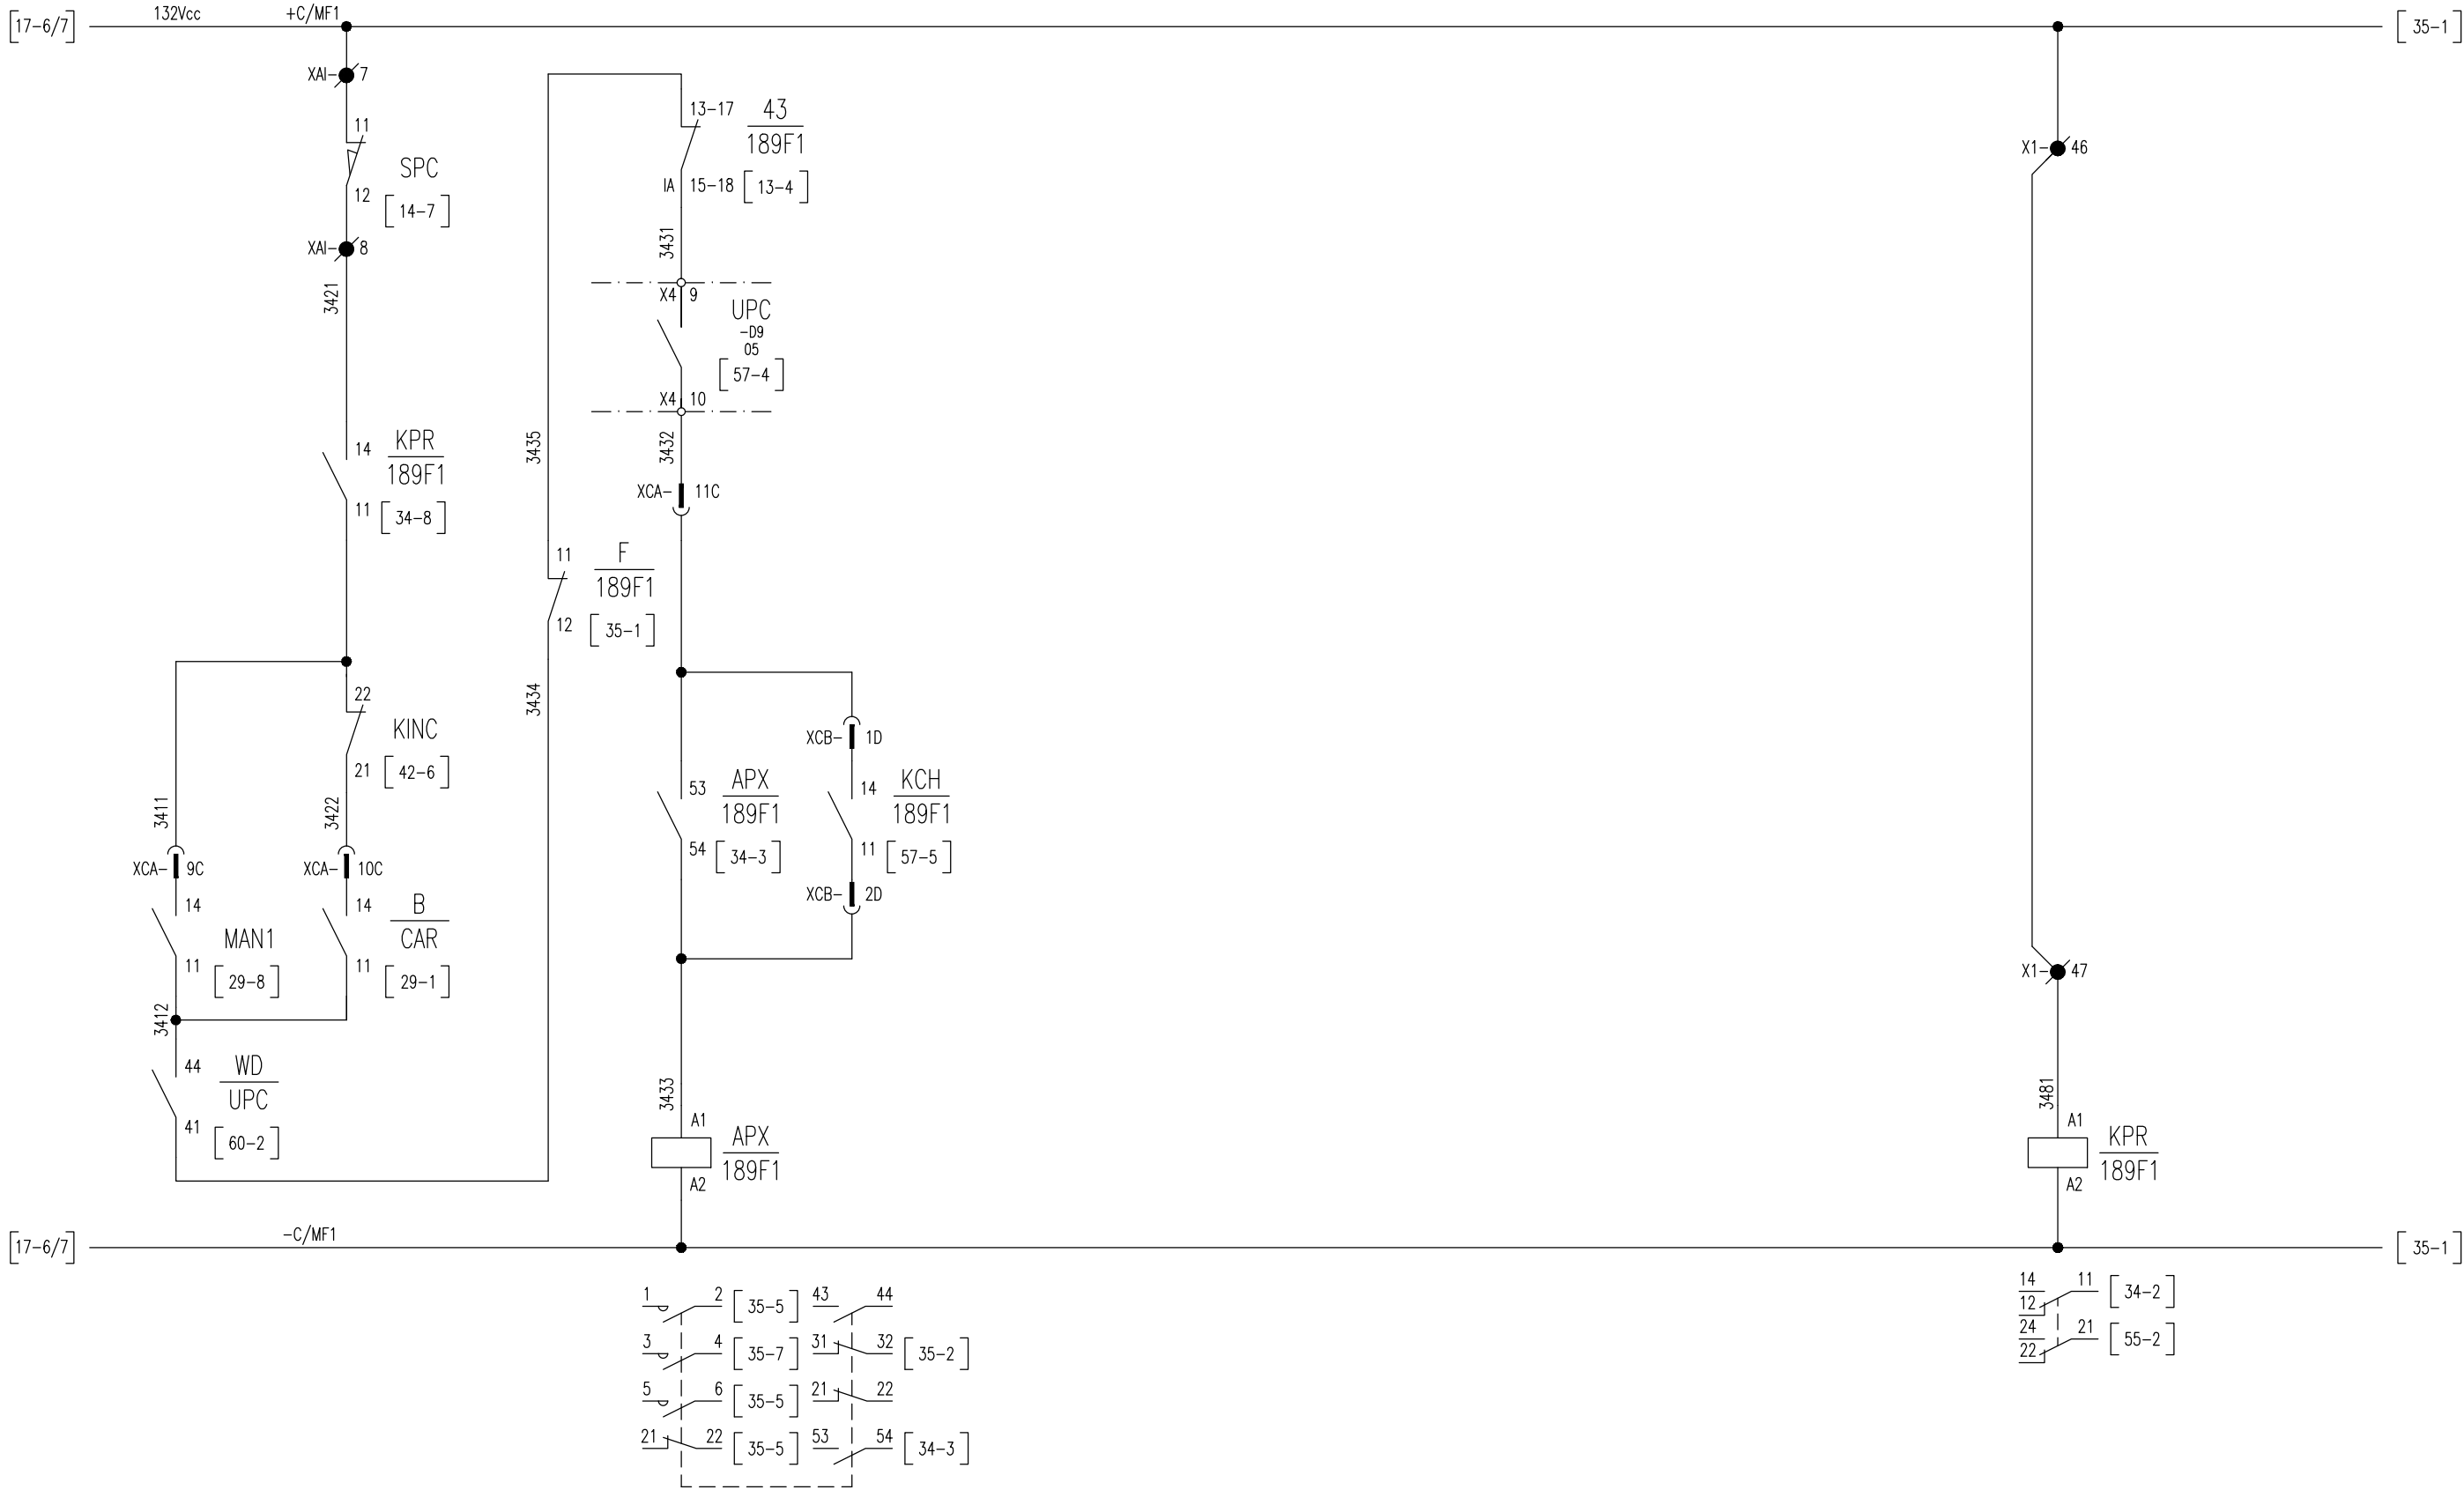 [17-6/7]
132Vcc
+C/MF1
[35-1]
XAI-
7
11
SPC
12
[14-7]
XAI-
8
3421
14
KPR
189F1
11
[34-8]
22
KINC
21
[42-6]
3411
3422
XCA-
9C
XCA-
10C
14
MAN1
11
[29-8]
14
B
CAR
11
[29-1]
3412
44
WD
UPC
41
[60-2]
3435
11
F
189F1
12
[35-1]
3434
13-17
43
189F1
IA
15-18
[13-4]
3431
X4
9
UPC
-D9
05
[57-4]
X4
10
3432
XCA-
11C
53
APX
189F1
54
[34-3]
XCB-
1D
14
KCH
189F1
11
[57-5]
XCB-
2D
3433
A1
APX
189F1
A2
X1-
46
X1-
47
3481
A1
KPR
189F1
A2
[17-6/7]
-C/MF1
[35-1]
1 2 [35-5] 43 44
3 4 [35-7] 31 32 [35-2]
5 6 [35-5] 21 22
21 22 [35-5] 53 54 [34-3]
14 11 [34-2]
12
24 21 [55-2]
22